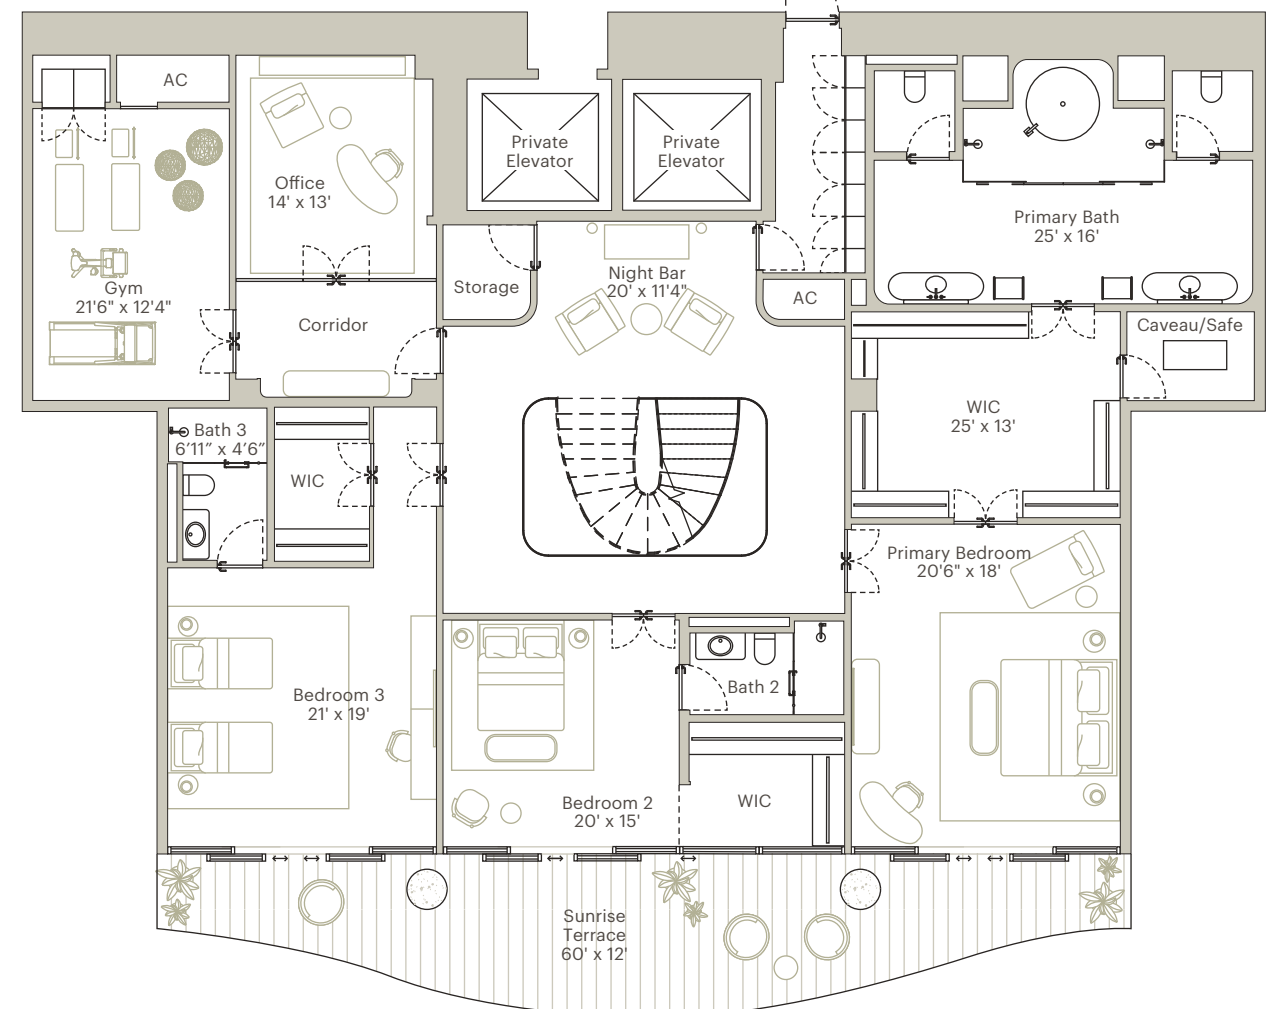 AC
Private
Elevator
Private
Elevator
Office
14' x 13'
Primary Bath
25' x 16'
Gym
21'6" x 12'4"
Storage
Night Bar
20' x 11'4"
AC
Corridor
Caveau/Safe
WIC
25' x 13'
Bath 3
6’11” x 4’6”
WIC
Primary Bedroom
20'6" x 18'
Bedroom 3
21' x 19'
Bath 2
Bedroom 2
20' x 15'
WIC
Sunrise
Terrace
60' x 12'